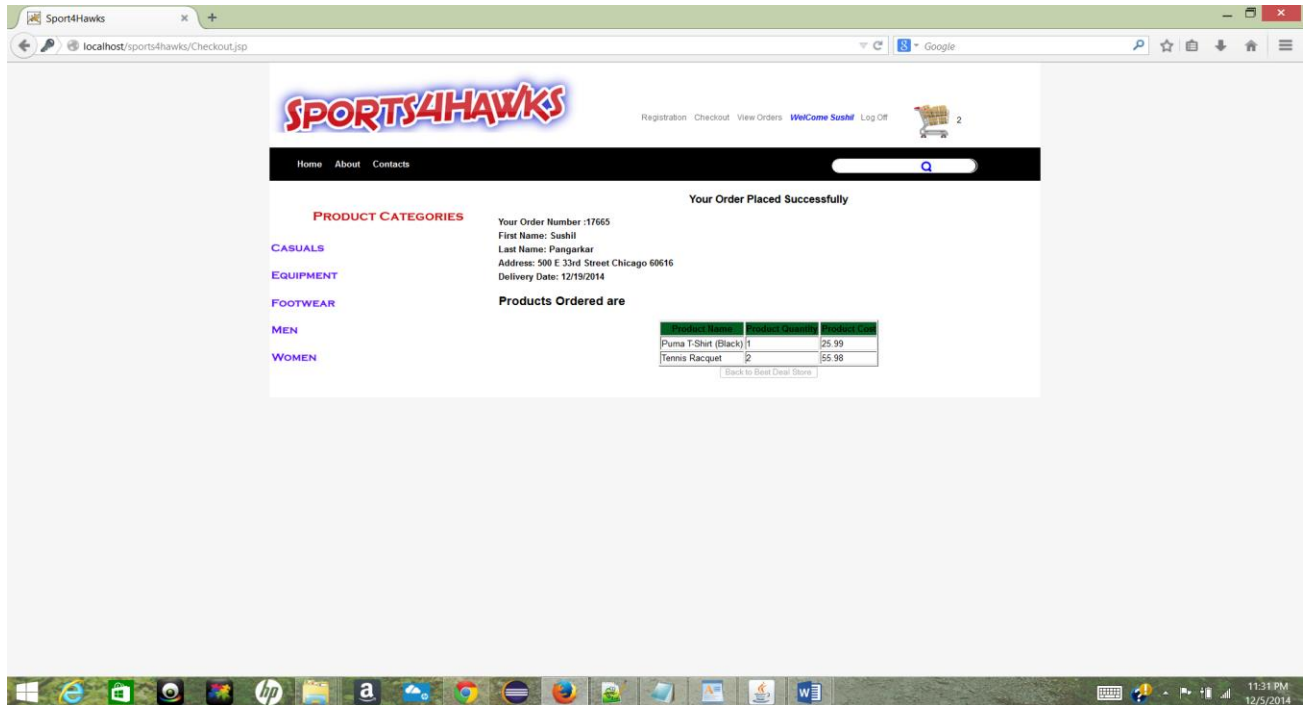 Sport4Hawks
localhost/sports4hawks/Checkout.jsp
Google
SPORTS4HAWKS
Registration Checkout View Orders WelCome Sushil Log Off 2
Home About Contacts
Your Order Placed Successfully
PRODUCT CATEGORIES
CASUALS
EQUIPMENT
FOOTWEAR
MEN
WOMEN
Your Order Number :17665
First Name: Sushil
Last Name: Pangarkar
Address: 500 E 33rd Street Chicago 60616
Delivery Date: 12/19/2014
Products Ordered are
Product Name Product Quantity Product Cost
Puma T-Shirt (Black) 1 25.99
Tennis Racquet 2 55.98
Back to Best Deal Store
11:31 PM
12/5/2014